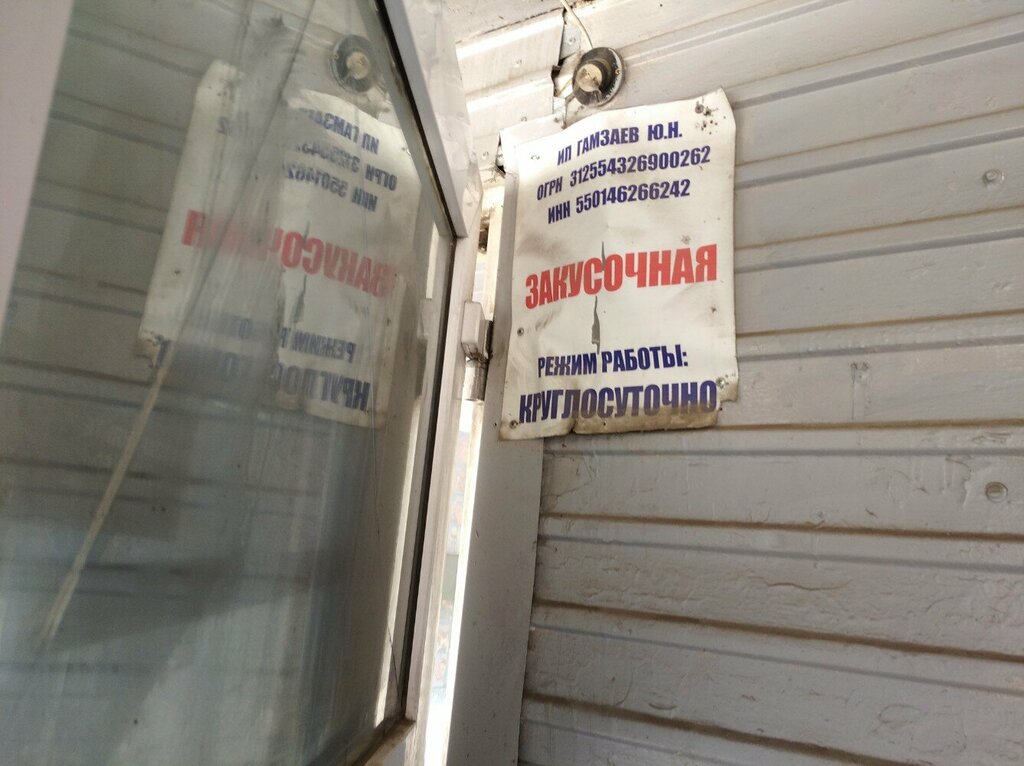 ИП ГАМЗАЕВ Ю.Н.
ОГРН 312554326900262
ИНН 550146266242
ЗАКУСОЧНАЯ
РЕЖИМ РАБОТЫ:
КРУГЛОСУТОЧНО